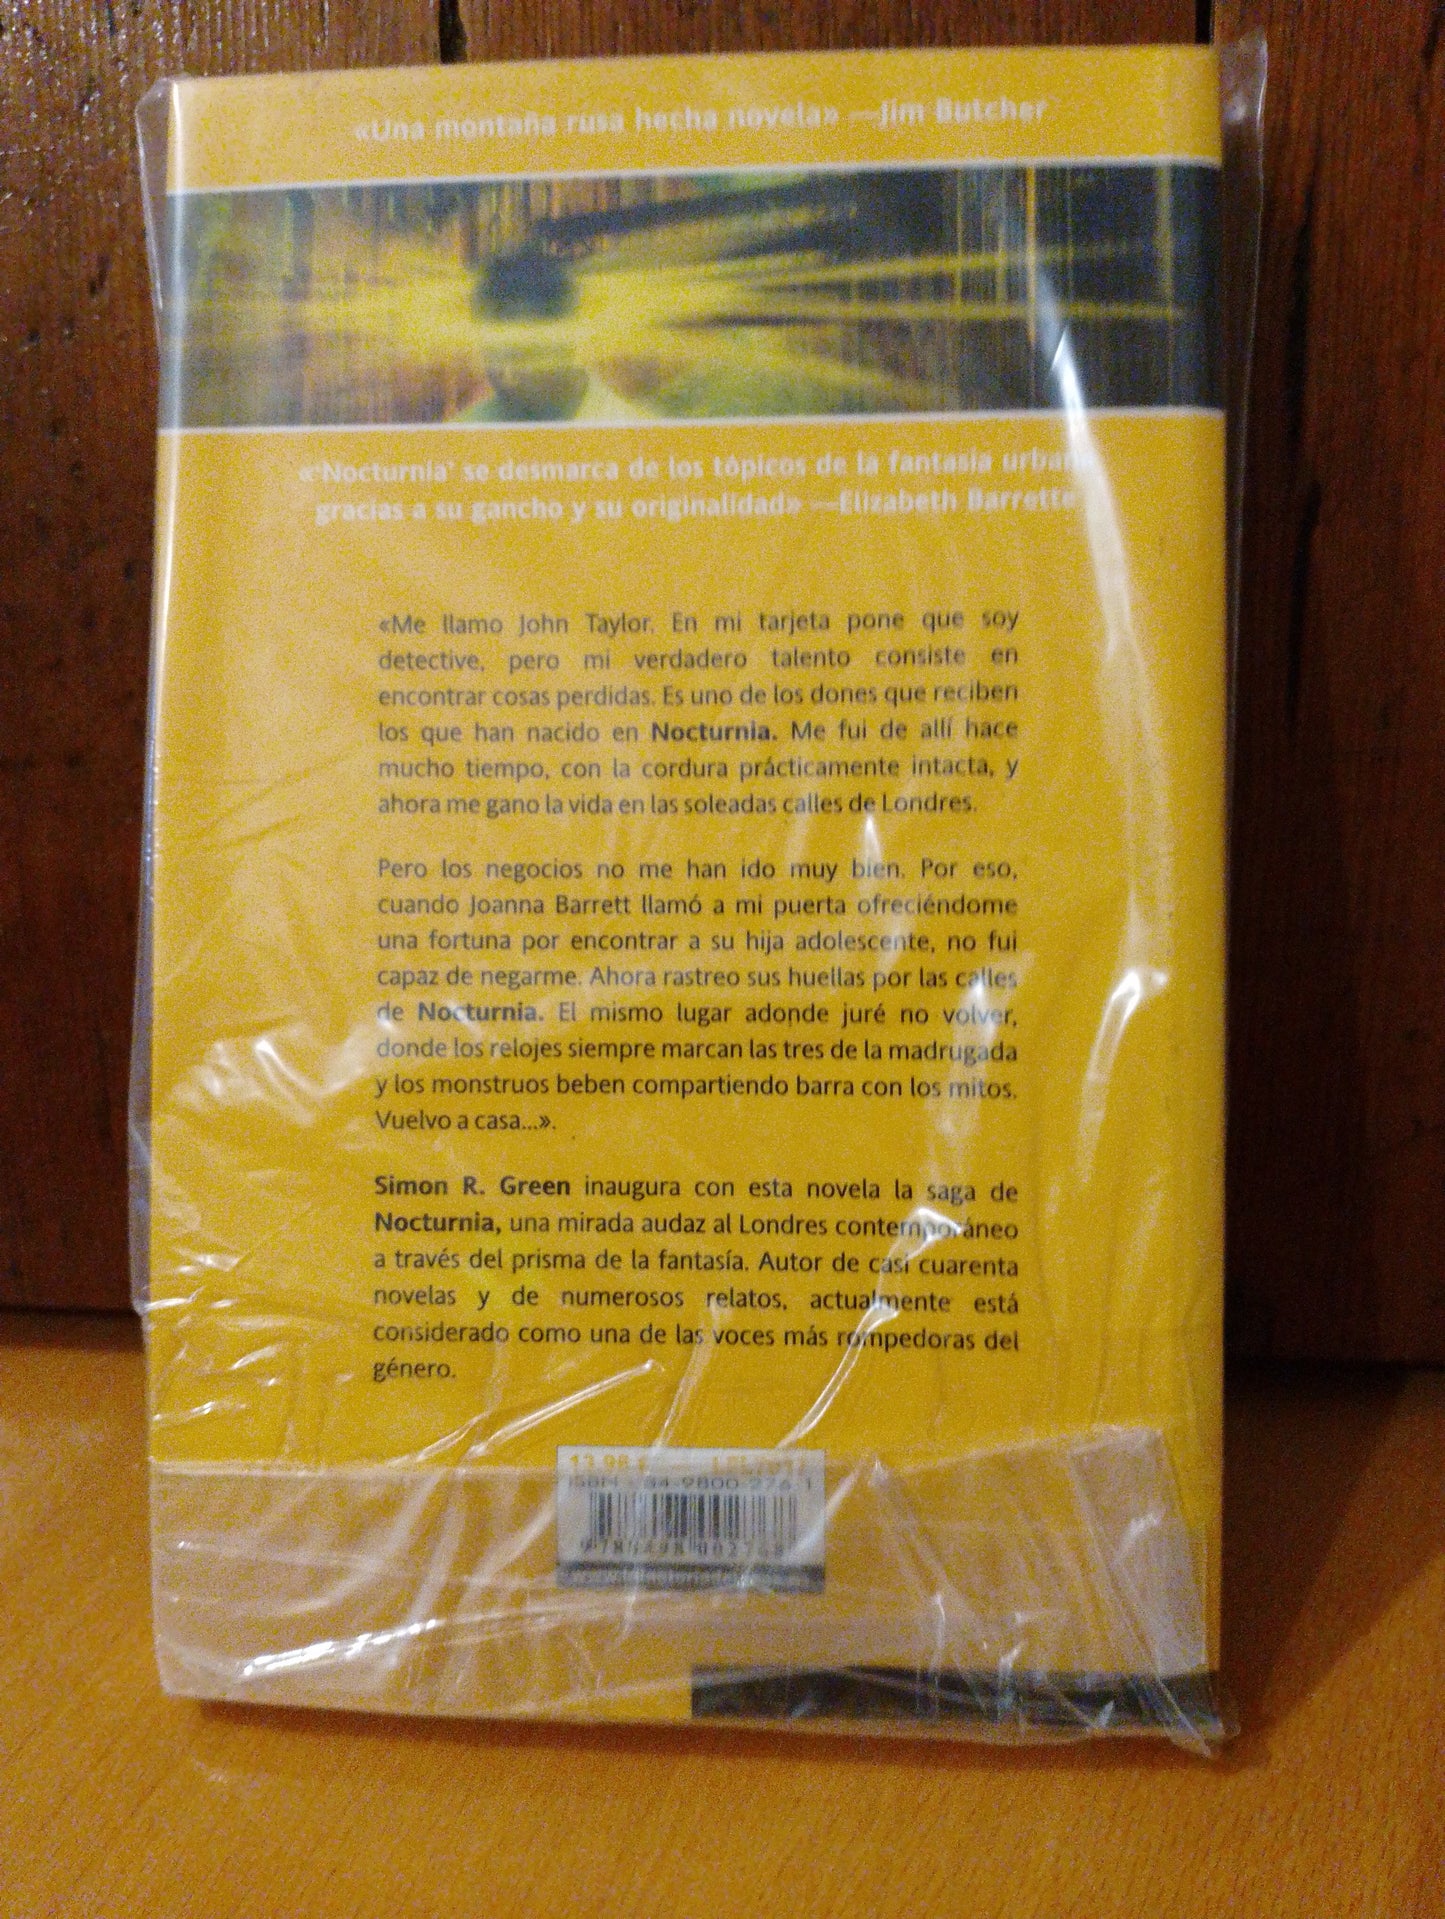 «Una montaña rusa hecha novela» —Jim Butcher
«'Nocturnia' se desmarca de los tópicos de la fantasía urbana
gracias a su gancho y su originalidad» —Elizabeth Barrette
«Me llamo John Taylor. En mi tarjeta pone que soy
detective, pero mi verdadero talento consiste en
encontrar cosas perdidas. Es uno de los dones que reciben
los que han nacido en Nocturnia. Me fui de allí hace
mucho tiempo, con la cordura prácticamente intacta, y
ahora me gano la vida en las soleadas calles de Londres.
Pero los negocios no me han ido muy bien. Por eso,
cuando Joanna Barrett llamó a mi puerta ofreciéndome
una fortuna por encontrar a su hija adolescente, no fui
capaz de negarme. Ahora rastreo sus huellas por las calles
de Nocturnia. El mismo lugar adonde juré no volver,
donde los relojes siempre marcan las tres de la madrugada
y los monstruos beben compartiendo barra con los mitos.
Vuelvo a casa...».
Simon R. Green inaugura con esta novela la saga de
Nocturnia, una mirada audaz al Londres contemporáneo
a través del prisma de la fantasía. Autor de casi cuarenta
novelas y de numerosos relatos, actualmente está
considerado como una de las voces más rompedoras del
género.
ISBN